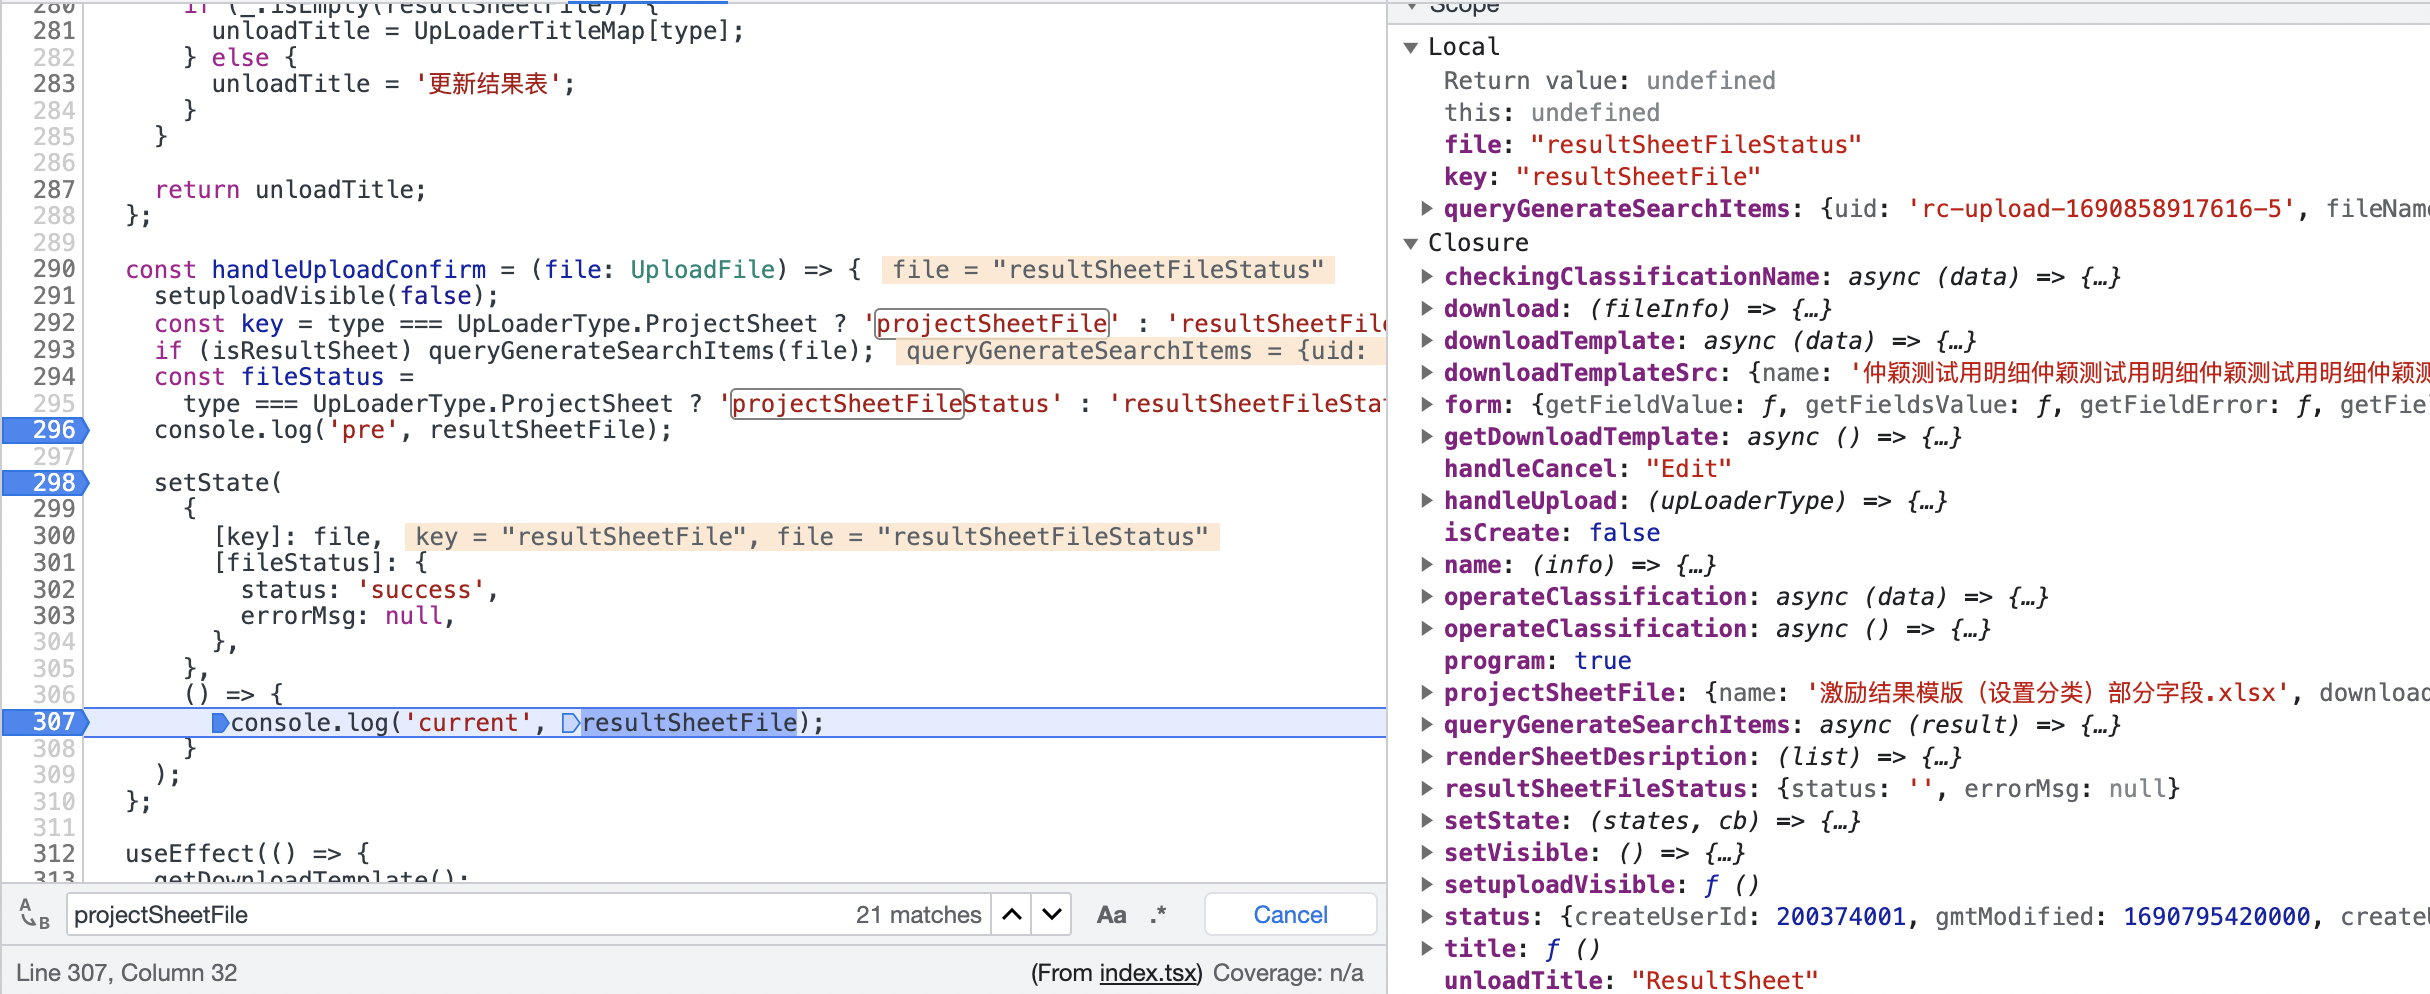 280 if (_.isEmpty(resultSheetFile)) {
281 unloadTitle = UpLoaderTitleMap[type];
282 } else {
283 unloadTitle = '更新结果表';
284 }
285 }
286
287 return unloadTitle;
288 };
289
290 const handleUploadConfirm = (file: UploadFile) => { file = "resultSheetFileStatus"
291 setuploadVisible(false);
292 const key = type === UpLoaderType.ProjectSheet ? 'projectSheetFile' : 'resultSheetFile
293 if (isResultSheet) queryGenerateSearchItems(file); queryGenerateSearchItems = {uid:
294 const fileStatus =
295 type === UpLoaderType.ProjectSheet ? 'projectSheetFileStatus' : 'resultSheetFileStat
296 console.log('pre', resultSheetFile);
297
298 setState(
299 {
300 [key]: file, key = "resultSheetFile", file = "resultSheetFileStatus"
301 [fileStatus]: {
302 status: 'success',
303 errorMsg: null,
304 },
305 },
306 () => {
307 console.log('current', resultSheetFile);
308 }
309 );
310 };
311
312 useEffect(() => {
313 getDownloadTemplate();
projectSheetFile 21 matches Aa .* Cancel
Line 307, Column 32 (From index.tsx) Coverage: n/a
Scope
Local
Return value: undefined
this: undefined
file: "resultSheetFileStatus"
key: "resultSheetFile"
queryGenerateSearchItems: {uid: 'rc-upload-1690858917616-5', fileName
Closure
checkingClassificationName: async (data) => {…}
download: (fileInfo) => {…}
downloadTemplate: async (data) => {…}
downloadTemplateSrc: {name: '仲颖测试用明细仲颖测试用明细仲颖测试用明细仲颖测
form: {getFieldValue: ƒ, getFieldsValue: ƒ, getFieldError: ƒ, getFie
getDownloadTemplate: async () => {…}
handleCancel: "Edit"
handleUpload: (upLoaderType) => {…}
isCreate: false
name: (info) => {…}
operateClassification: async (data) => {…}
operateClassification: async () => {…}
program: true
projectSheetFile: {name: '激励结果模版（设置分类）部分字段.xlsx', download
queryGenerateSearchItems: async (result) => {…}
renderSheetDesription: (list) => {…}
resultSheetFileStatus: {status: '', errorMsg: null}
setState: (states, cb) => {…}
setVisible: () => {…}
setuploadVisible: ƒ ()
status: {createUserId: 200374001, gmtModified: 1690795420000, createU
title: ƒ ()
unloadTitle: "ResultSheet"